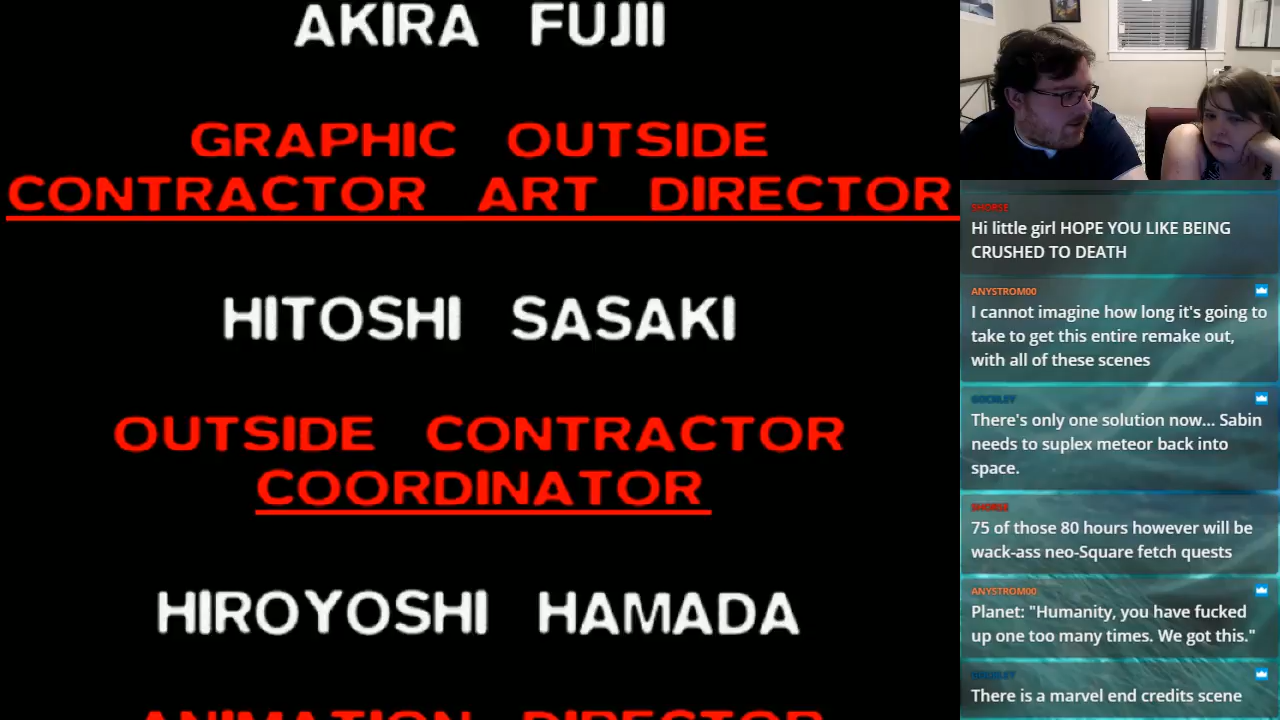 AKIRA FUJII
GRAPHIC OUTSIDE
CONTRACTOR ART DIRECTOR
HITOSHI SASAKI
OUTSIDE CONTRACTOR
COORDINATOR
HIROYOSHI HAMADA
ANIMATION DIRECTOR
SHORSE
Hi little girl HOPE YOU LIKE BEING
CRUSHED TO DEATH
ANYSTROM00
I cannot imagine how long it's going to
take to get this entire remake out,
with all of these scenes
There's only one solution now... Sabin
needs to suplex meteor back into
space.
SHORSE
75 of those 80 hours however will be
wack-ass neo-Square fetch quests
ANYSTROM00
Planet: "Humanity, you have fucked
up one too many times. We got this."
There is a marvel end credits scene